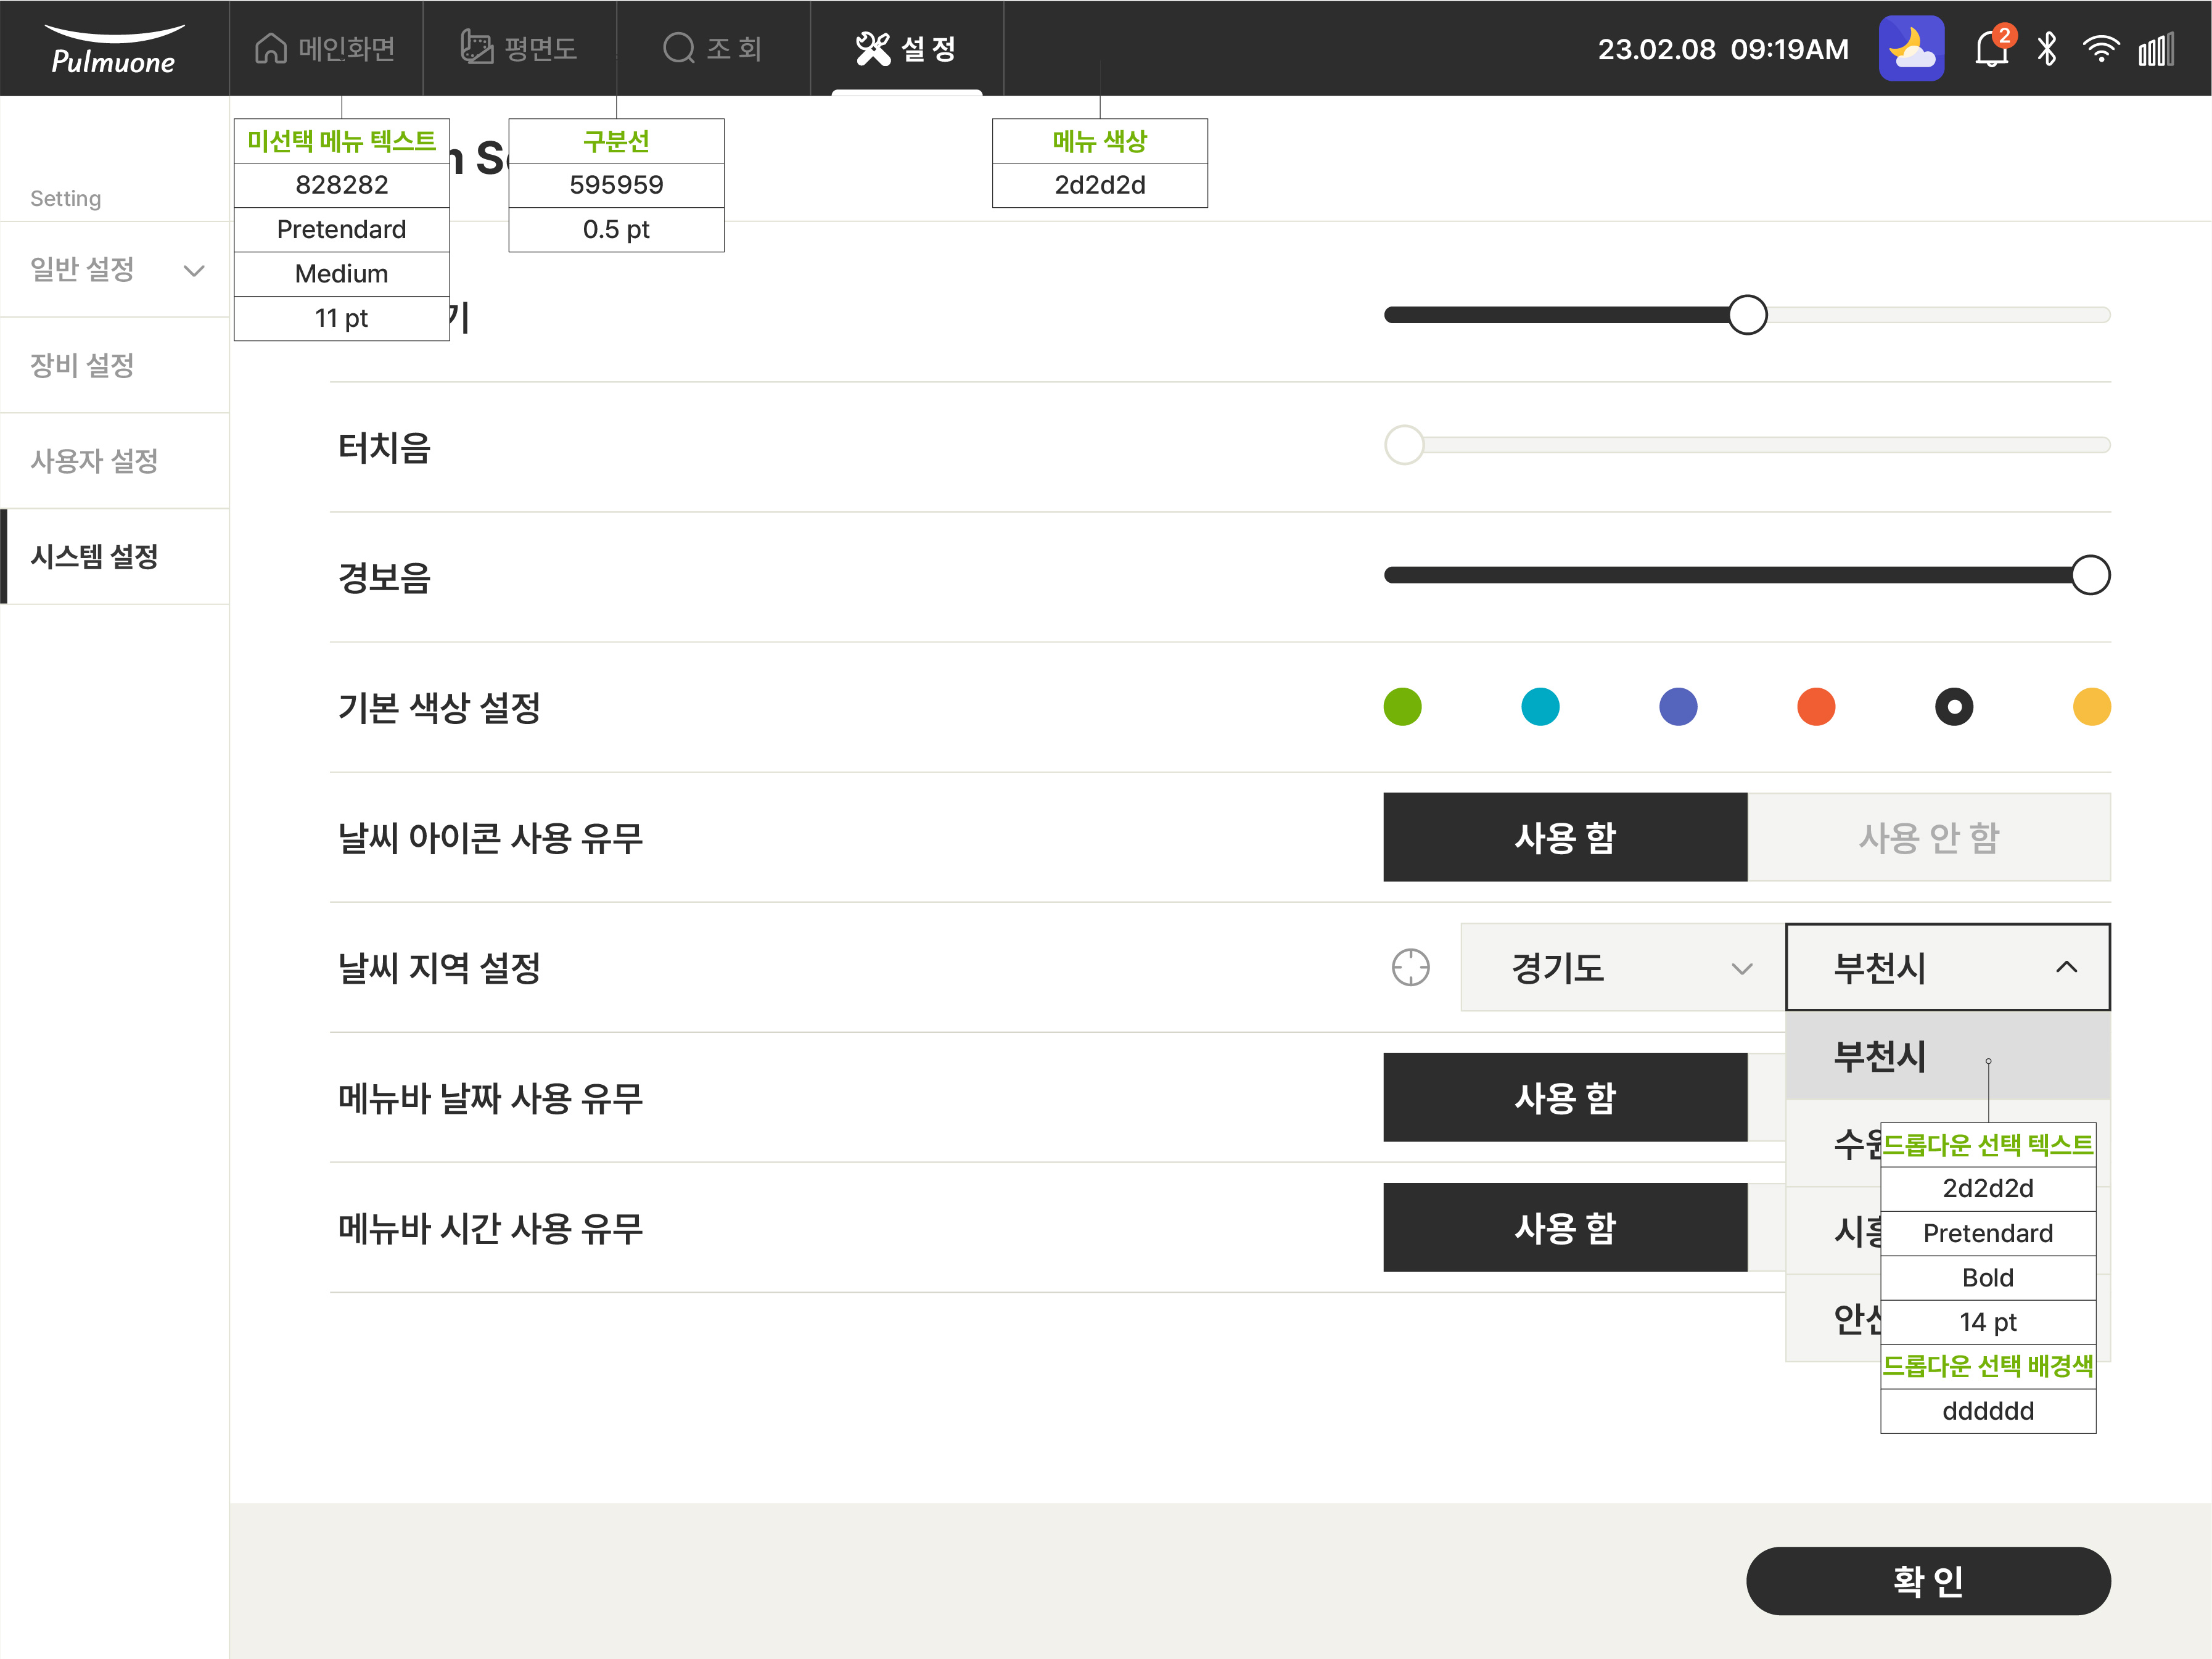 Pulmuone
메인화면
평면도
조 회
설 정
23.02.08 09:19AM
2
미선택 메뉴 텍스트
828282
Pretendard
Medium
11 pt
구분선
595959
0.5 pt
메뉴 색상
2d2d2d
Setting
일반 설정
장비 설정
사용자 설정
시스템 설정
기
터치음
경보음
기본 색상 설정
날씨 아이콘 사용 유무
사용 함
사용 안 함
날씨 지역 설정
경기도
부천시
부천시
메뉴바 날짜 사용 유무
사용 함
메뉴바 시간 사용 유무
사용 함
드롭다운 선택 텍스트
2d2d2d
Pretendard
Bold
14 pt
드롭다운 선택 배경색
dddddd
확 인